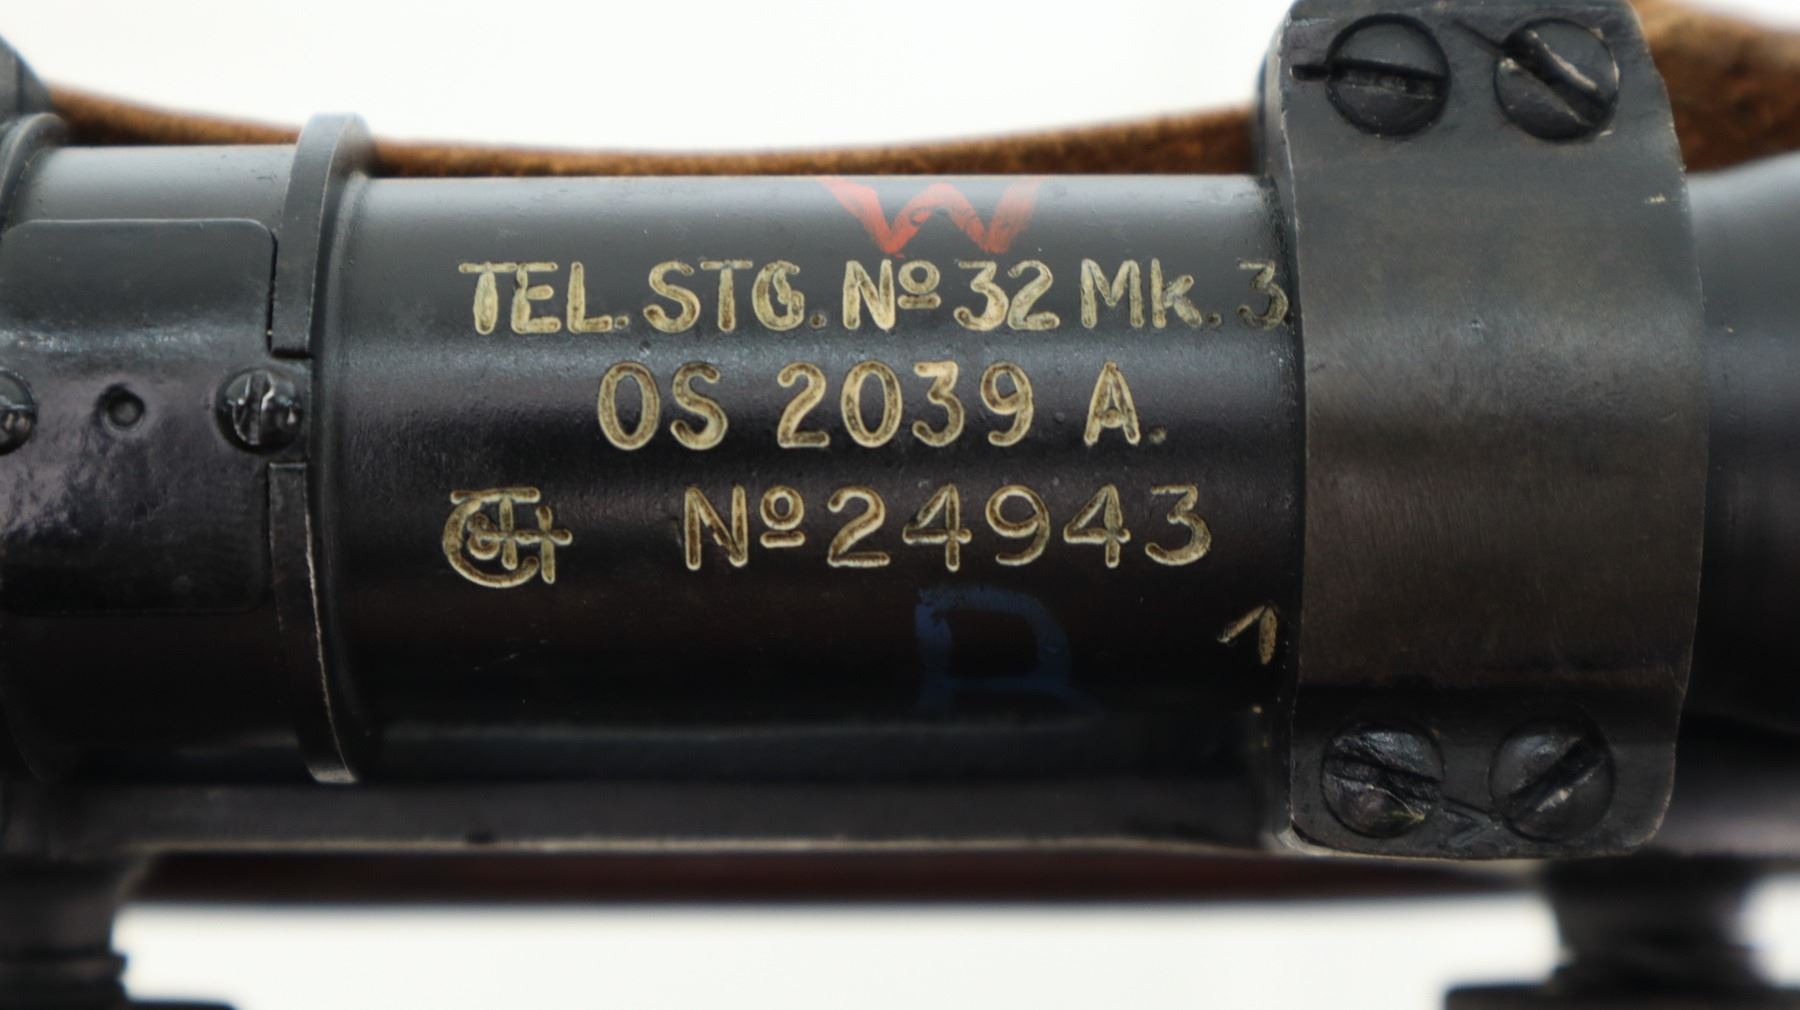 W
TEL. STG. Nº 32 Mk. 3
OS 2039 A.
Nº 24943
R